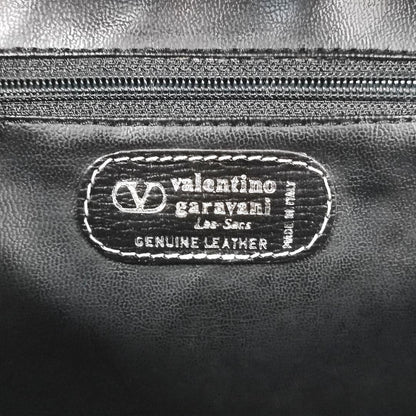 V valentino
garavani
Les Sacs
GENUINE LEATHER
MADE IN ITALY